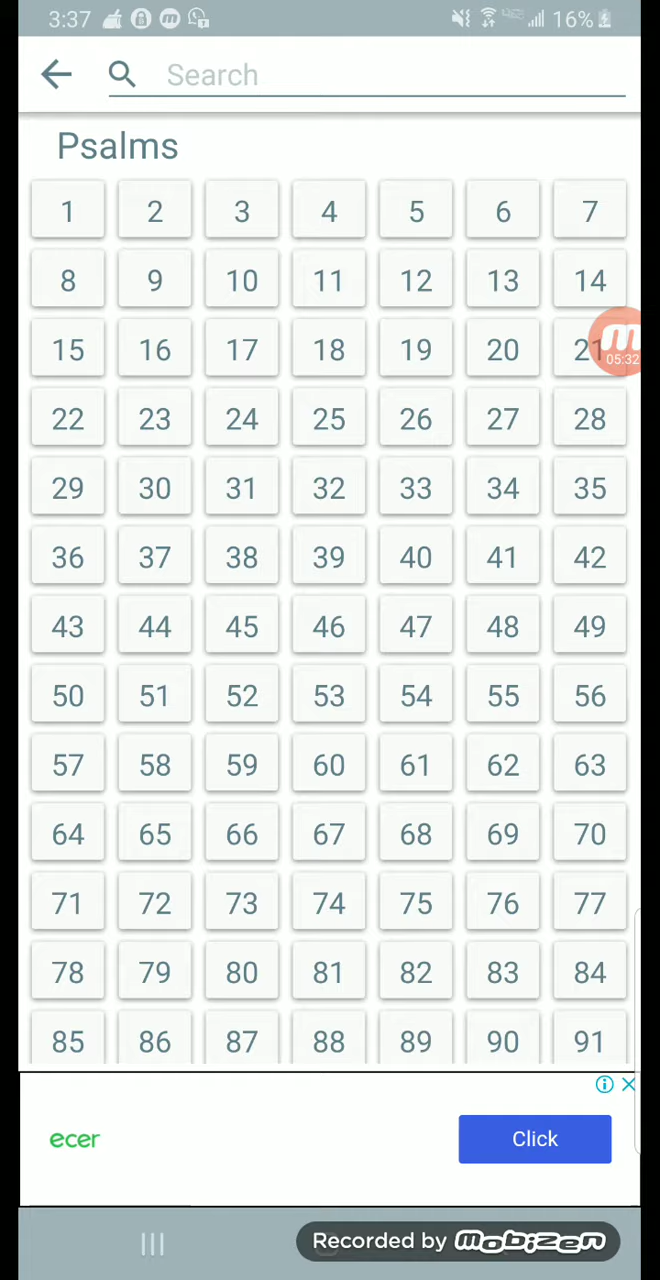 3:37 16%
Search
Psalms
1 2 3 4 5 6 7
8 9 10 11 12 13 14
15 16 17 18 19 20 21
05:32
22 23 24 25 26 27 28
29 30 31 32 33 34 35
36 37 38 39 40 41 42
43 44 45 46 47 48 49
50 51 52 53 54 55 56
57 58 59 60 61 62 63
64 65 66 67 68 69 70
71 72 73 74 75 76 77
78 79 80 81 82 83 84
85 86 87 88 89 90 91
ecer Click
Recorded by mobizen